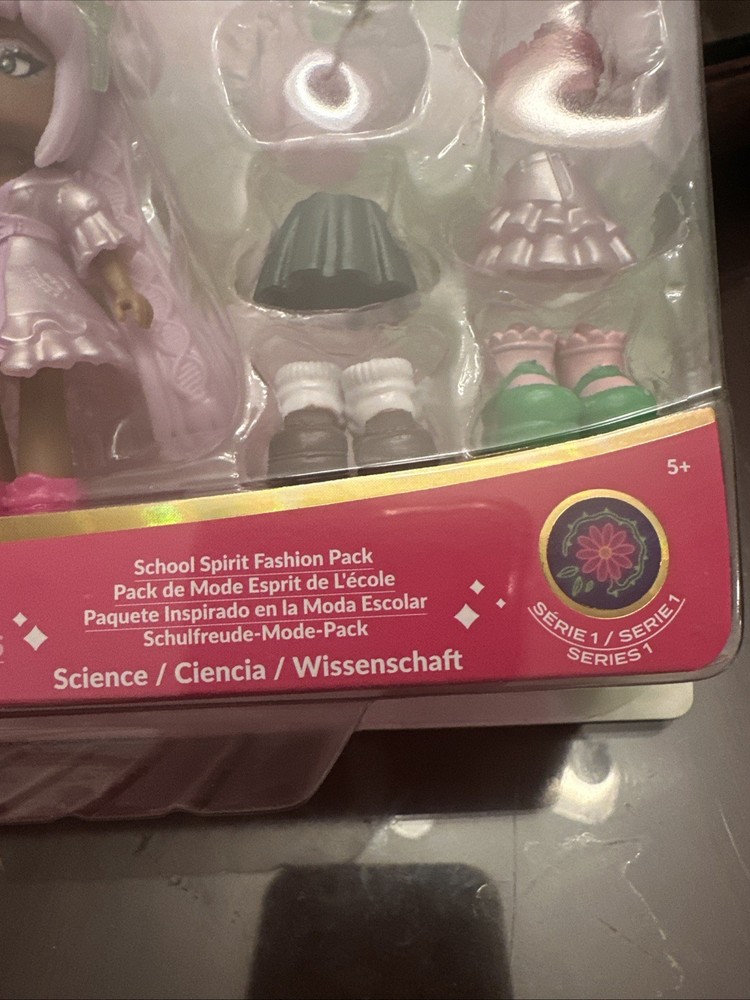 5+
School Spirit Fashion Pack
Pack de Mode Esprit de L'école
Paquete Inspirado en la Moda Escolar
Schulfreude-Mode-Pack
Science / Ciencia / Wissenschaft
SÉRIE 1 / SERIE 1
SERIES 1